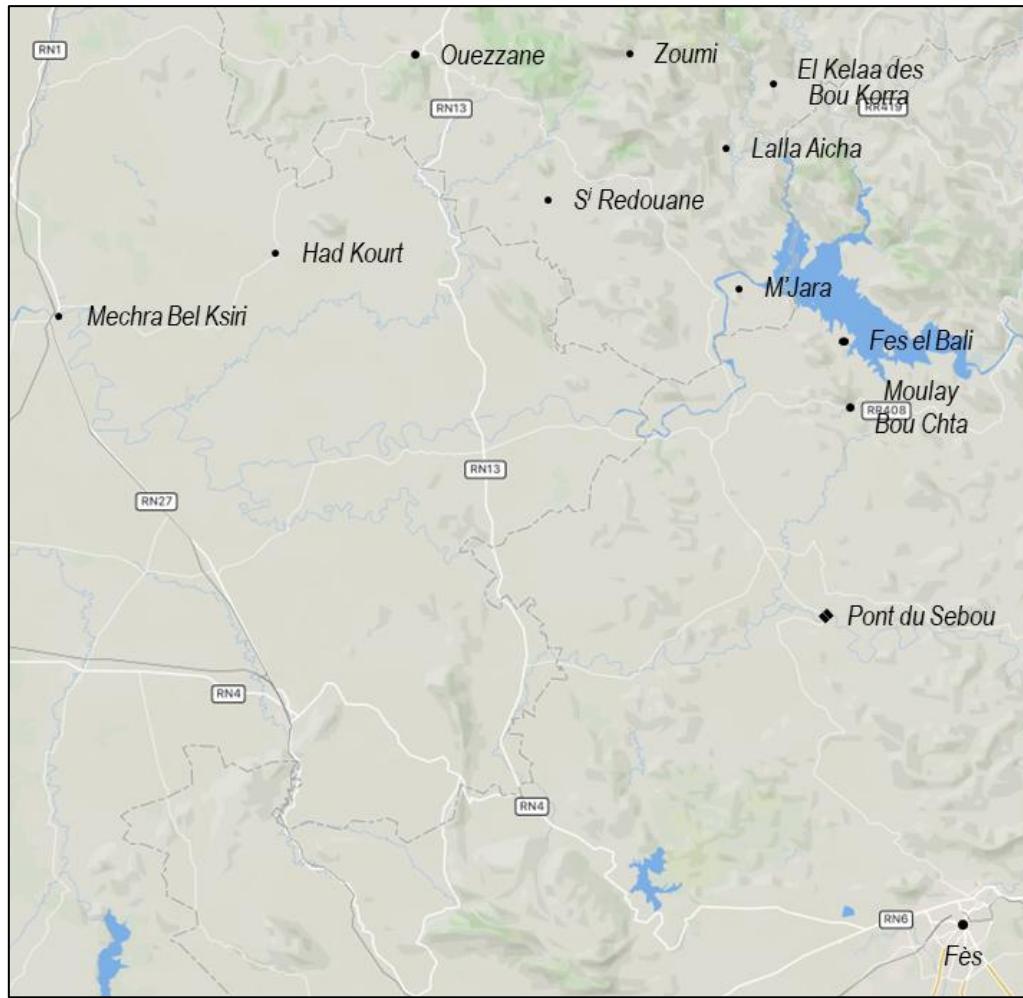 RN1
Ouezzane
Zoumi
El Kelaa des
Bou Korra
RN13
RR419
Lalla Aicha
Sⁱ Redouane
Had Kourt
M'Jara
Mechra Bel Ksiri
Fes el Bali
Moulay
Bou Chta
RR408
RN13
RN27
Pont du Sebou
RN4
RN4
RN6
Fès